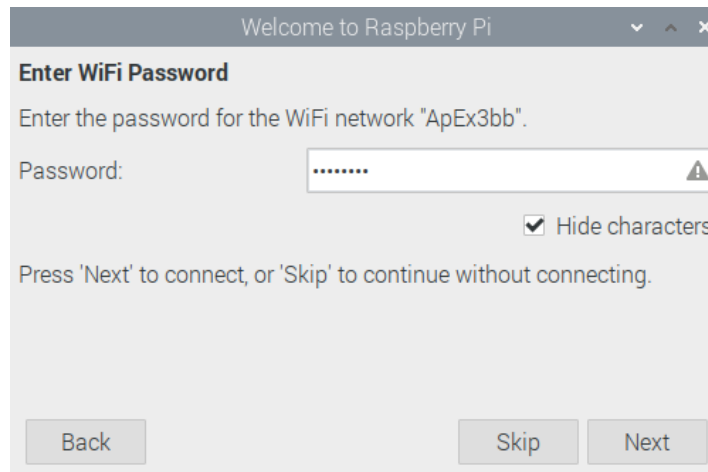 Welcome to Raspberry Pi
Enter WiFi Password
Enter the password for the WiFi network "ApEx3bb".
Password: ••••••••
Hide characters
Press 'Next' to connect, or 'Skip' to continue without connecting.
Back Skip Next